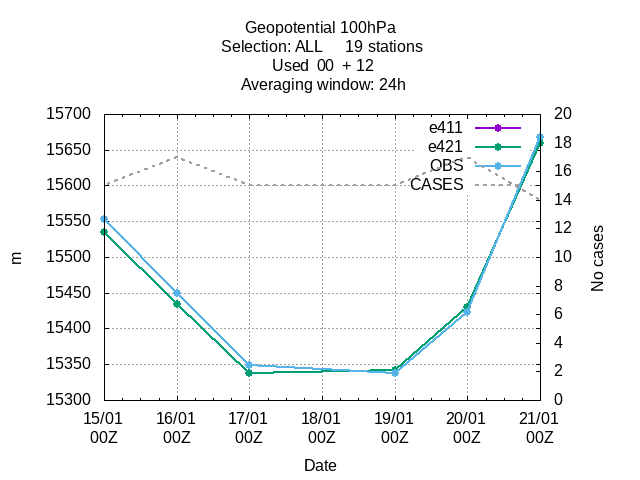 Geopotential 100hPa
Selection: ALL     19 stations
Used  00  + 12
Averaging window: 24h
e411
e421
OBS
CASES
15700
15650
15600
15550
15500
15450
15400
15350
15300
20
18
16
14
12
10
8
6
4
2
0
m
No cases
15/01 16/01 17/01 18/01 19/01 20/01 21/01
00Z 00Z 00Z 00Z 00Z 00Z 00Z
Date